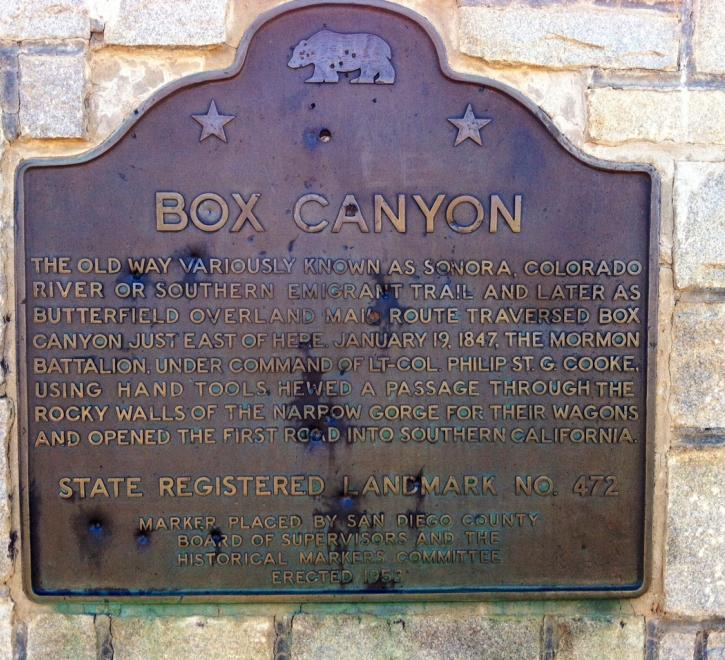 BOX CANYON
THE OLD WAY VARIOUSLY KNOWN AS SONORA, COLORADO
RIVER OR SOUTHERN EMIGRANT TRAIL AND LATER AS
BUTTERFIELD OVERLAND MAIL ROUTE TRAVERSED BOX
CANYON JUST EAST OF HERE. JANUARY 19, 1847, THE MORMON
BATTALION, UNDER COMMAND OF LT-COL. PHILIP ST. G. COOKE,
USING HAND TOOLS, HEWED A PASSAGE THROUGH THE
ROCKY WALLS OF THE NARROW GORGE FOR THEIR WAGONS
AND OPENED THE FIRST ROAD INTO SOUTHERN CALIFORNIA.
STATE REGISTERED LANDMARK NO. 472
MARKER PLACED BY SAN DIEGO COUNTY
BOARD OF SUPERVISORS AND THE
HISTORICAL MARKERS COMMITTEE
ERECTED